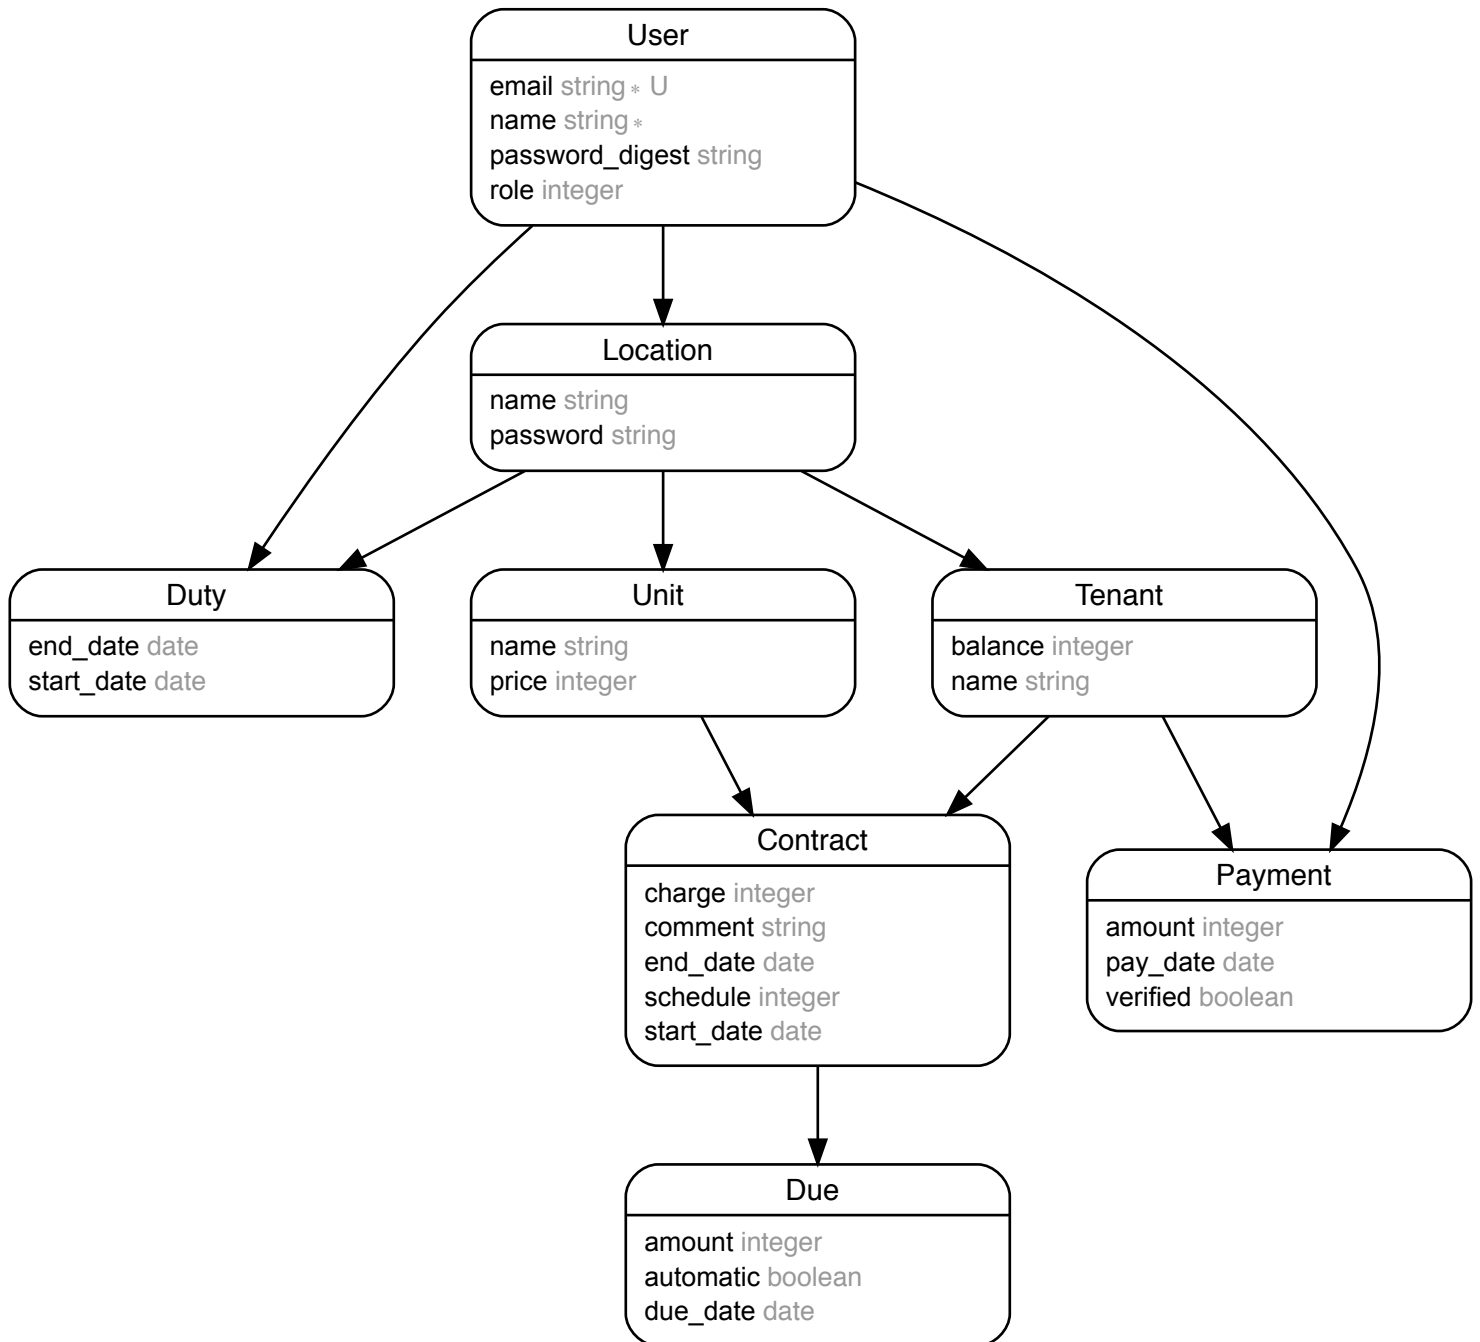 User
email string * U
name string *
password_digest string
role integer
Location
name string
password string
Duty
end_date date
start_date date
Unit
name string
price integer
Tenant
balance integer
name string
Contract
charge integer
comment string
end_date date
schedule integer
start_date date
Payment
amount integer
pay_date date
verified boolean
Due
amount integer
automatic boolean
due_date date